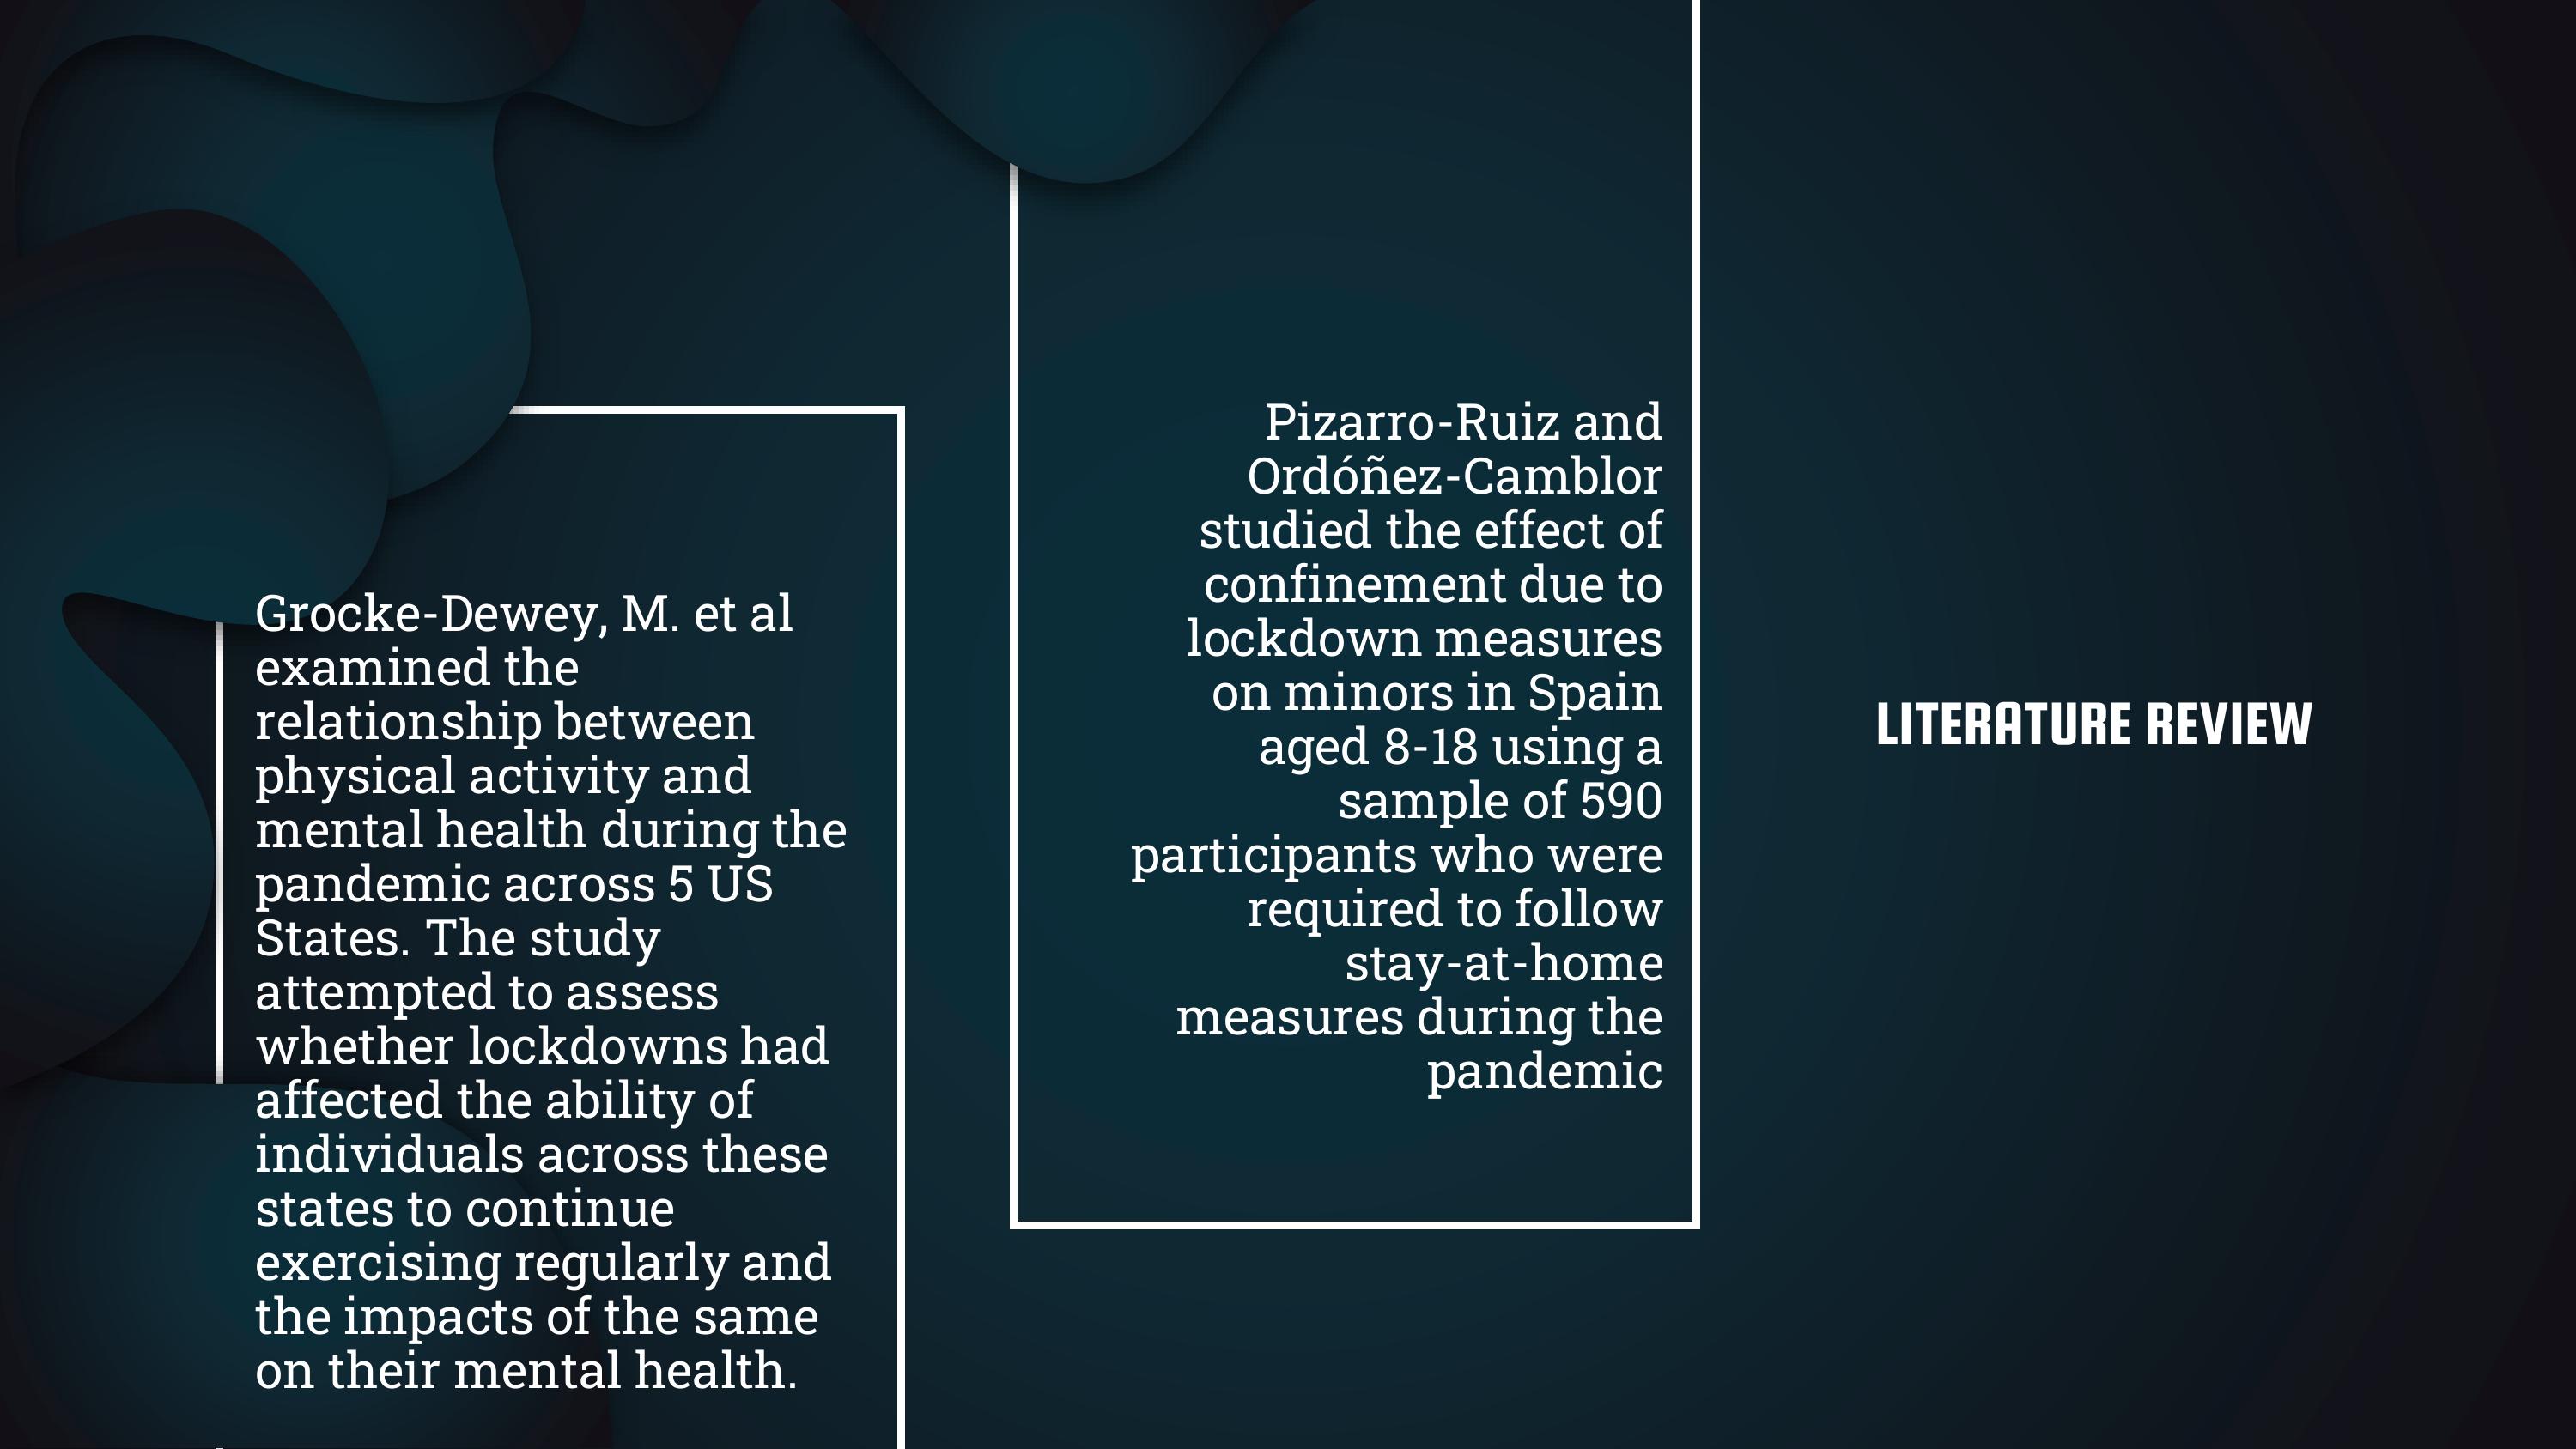 Grocke-Dewey, M. et al
examined the
relationship between
physical activity and
mental health during the
pandemic across 5 US
States. The study
attempted to assess
whether lockdowns had
affected the ability of
individuals across these
states to continue
exercising regularly and
the impacts of the same
on their mental health.
Pizarro-Ruiz and
Ordóñez-Camblor
studied the effect of
confinement due to
lockdown measures
on minors in Spain
aged 8-18 using a
sample of 590
participants who were
required to follow
stay-at-home
measures during the
pandemic
LITERATURE REVIEW